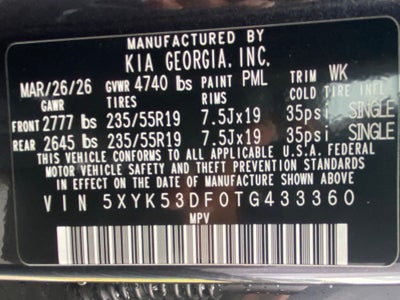 MANUFACTURED BY
KIA GEORGIA, INC.
MAR/26/26 GVWR 4740 lbs PAINT PML TRIM WK
GAWR TIRES RIMS COLD TIRE INFL
FRONT 2777 lbs 235/55R19 7.5Jx19 35psi SINGLE
REAR 2645 lbs 235/55R19 7.5Jx19 35psi SINGLE
THIS VEHICLE CONFORMS TO ALL APPLICABLE U.S.A. FEDERAL
MOTOR VEHICLE SAFETY AND THEFT PREVENTION STANDARDS
IN EFFECT ON THE DATE OF MANUFACTURE SHOWN ABOVE
VIN 5XYK53DF0TG433360
MPV